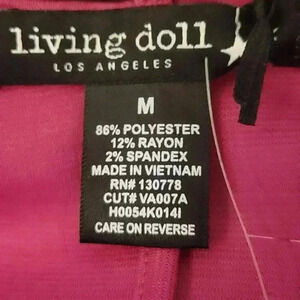 living doll
LOS ANGELES
M
86% POLYESTER
12% RAYON
2% SPANDEX
MADE IN VIETNAM
RN# 130778
CUT# VA007A
H0054K014I
CARE ON REVERSE